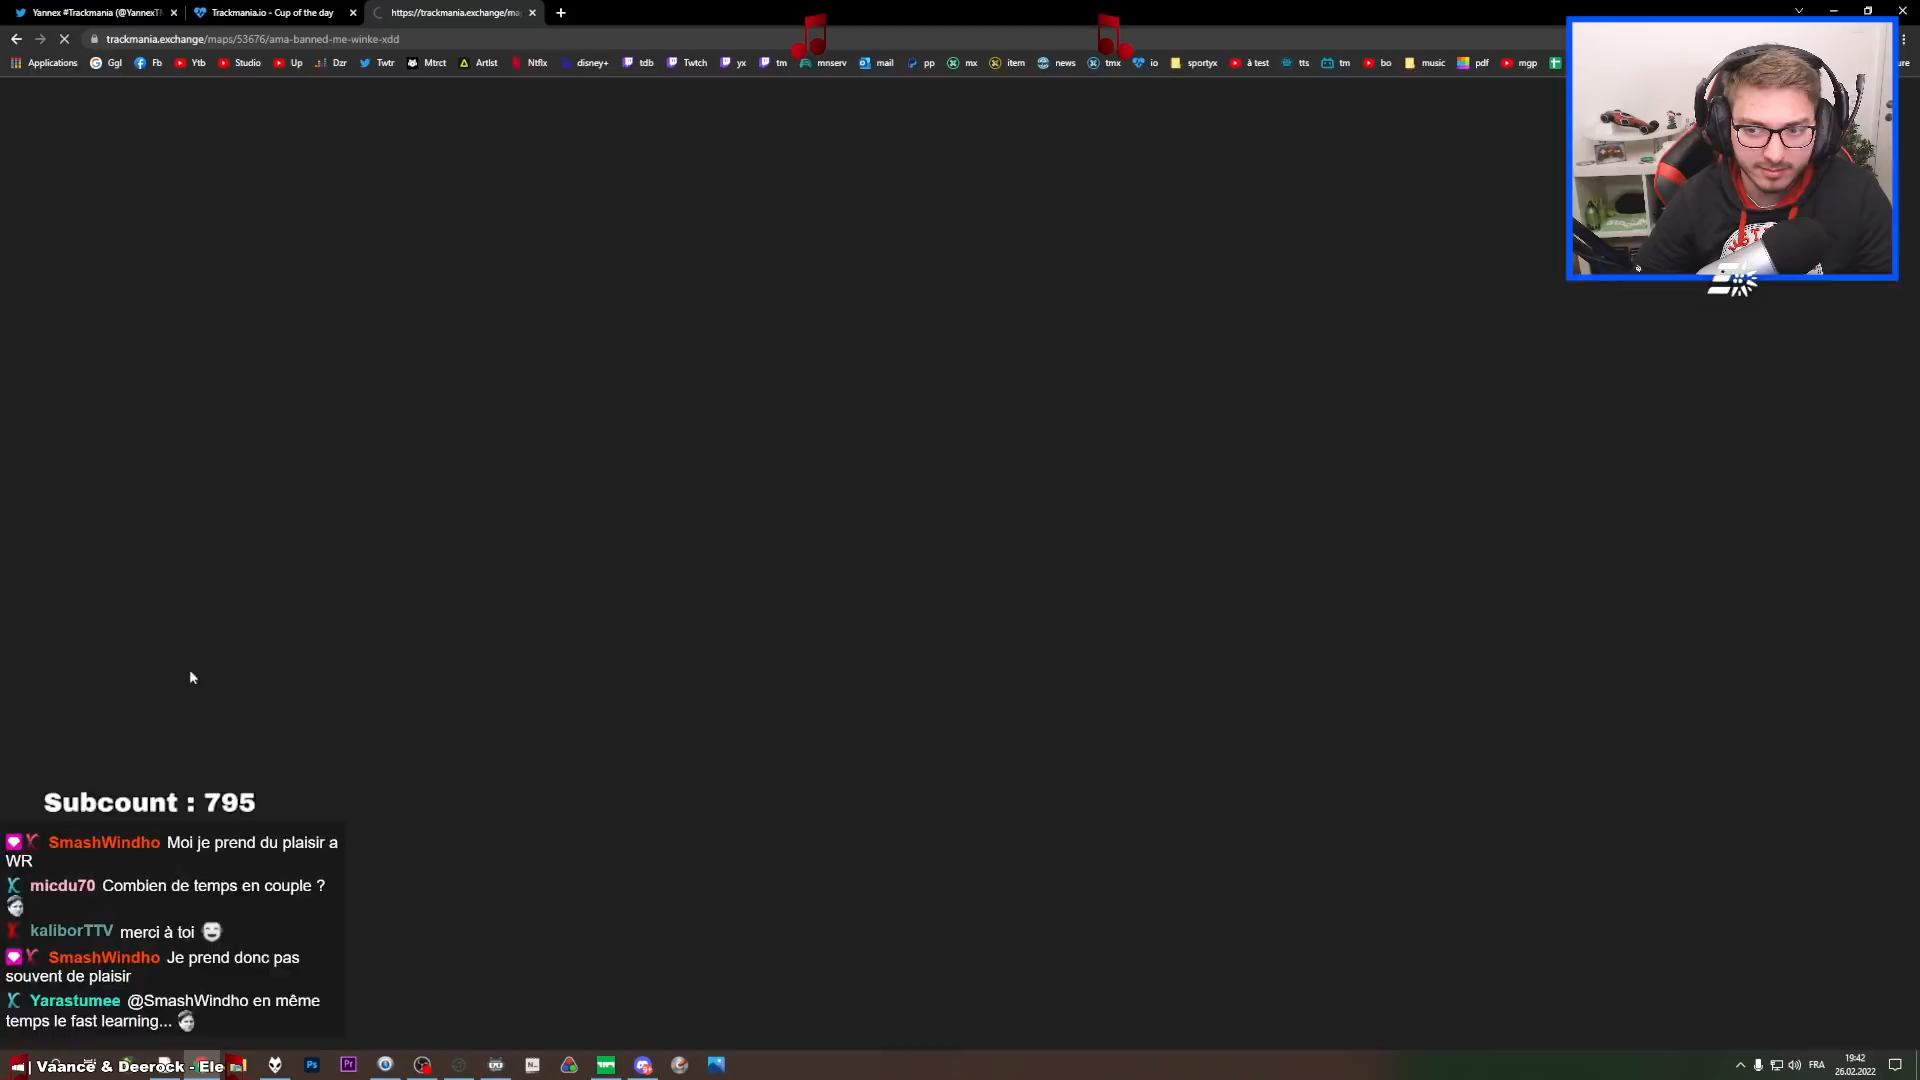 Yannex #Trackmania (@YannexT
Trackmania.io - Cup of the day
https://trackmania.exchange/ma
trackmania.exchange/maps/53676/ama-banned-me-winke-xdd
Applications Ggl Fb Ytb Studio Up Dzr Twtr Mtrct Artlst Ntflx disney+ tdb Twtch yx tm mnserv mail pp mx item news tmx io sportyx à test tts tm bo music pdf mgp
Subcount : 795
SmashWindho Moi je prend du plaisir a
WR
micdu70 Combien de temps en couple ?
kaliborTTV merci à toi
SmashWindho Je prend donc pas
souvent de plaisir
Yarastumee @SmashWindho en même
temps le fast learning...
| Vaance & Deerock - Ele
Ps Pr
FRA
19:42
26.02.2022